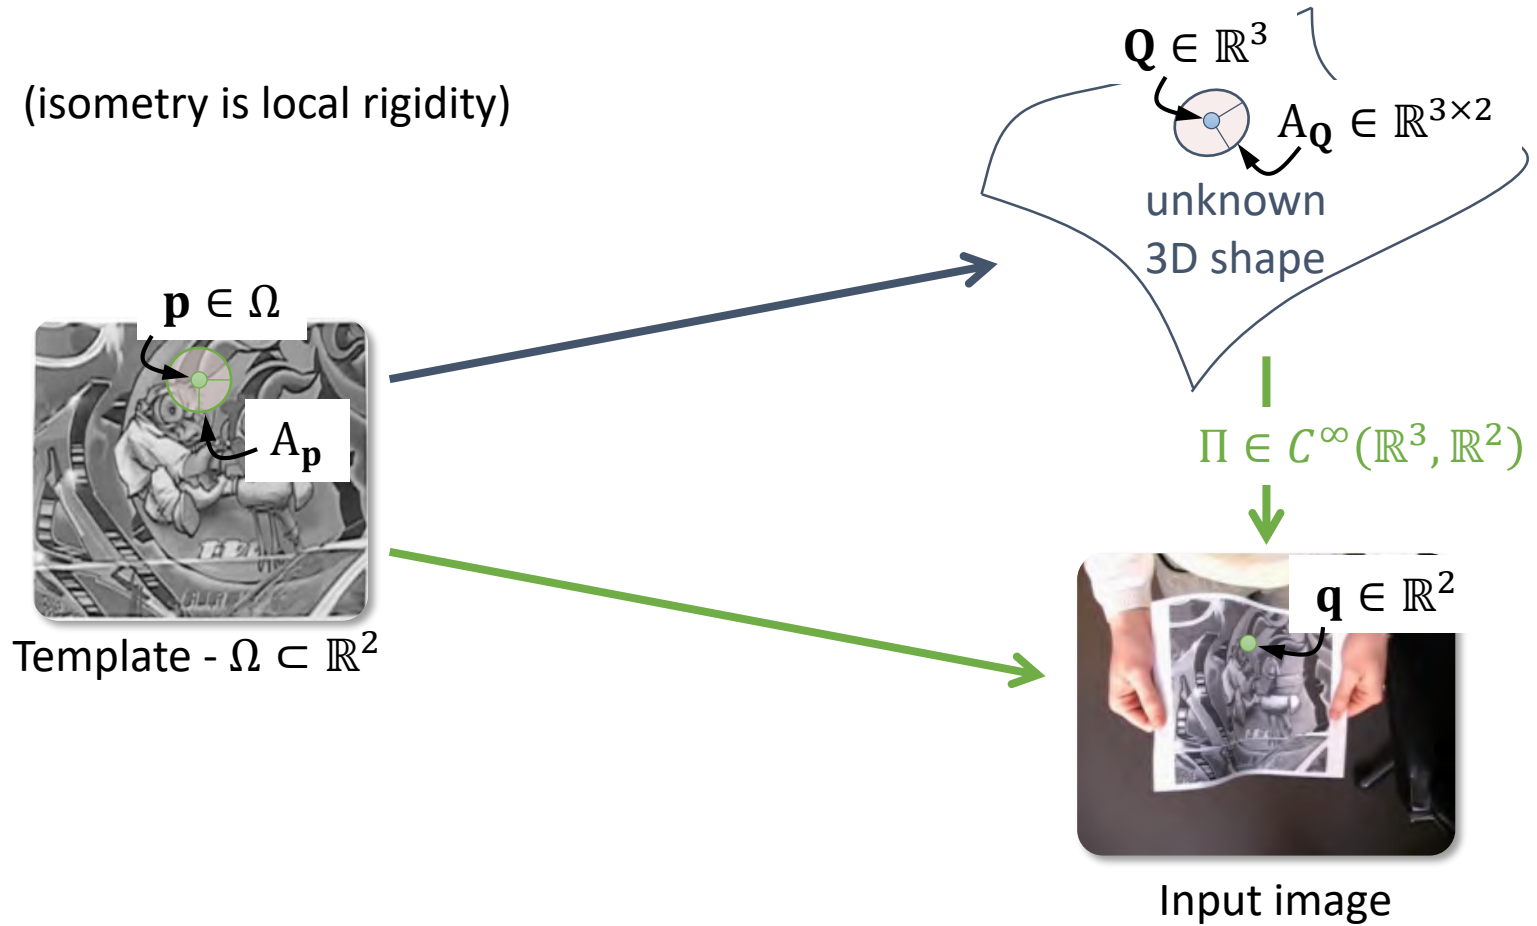 (isometry is local rigidity)
𝐐 ∈ ℝ³
A_𝐐 ∈ ℝ³ˣ²
unknown
3D shape
𝐩 ∈ Ω
A_𝐩
Template - Ω ⊂ ℝ²
Π ∈ C^∞(ℝ³, ℝ²)
𝐪 ∈ ℝ²
Input image